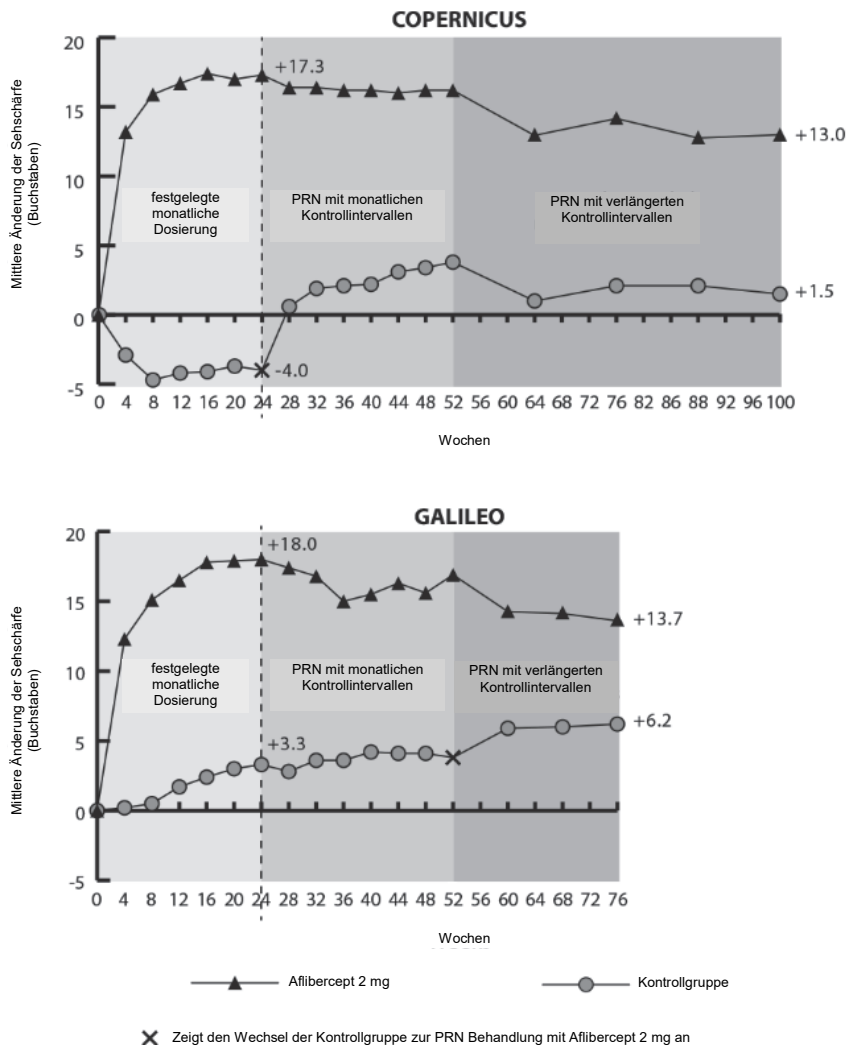 COPERNICUS
Mittlere Änderung der Sehschärfe
(Buchstaben)
20
15
10
5
0
-5
+17.3
+13.0
-4.0
+1.5
festgelegte
monatliche
Dosierung
PRN mit monatlichen
Kontrollintervallen
PRN mit verlängerten
Kontrollintervallen
0 4 8 12 16 20 24 28 32 36 40 44 48 52 56 60 64 68 72 76 82 86 88 92 96 100
Wochen
GALILEO
Mittlere Änderung der Sehschärfe
(Buchstaben)
20
15
10
5
0
-5
+18.0
+13.7
+3.3
+6.2
festgelegte
monatliche
Dosierung
PRN mit monatlichen
Kontrollintervallen
PRN mit verlängerten
Kontrollintervallen
0 4 8 12 16 20 24 28 32 36 40 44 48 52 56 60 64 68 72 76
Wochen
Aflibercept 2 mg
Kontrollgruppe
Zeigt den Wechsel der Kontrollgruppe zur PRN Behandlung mit Aflibercept 2 mg an